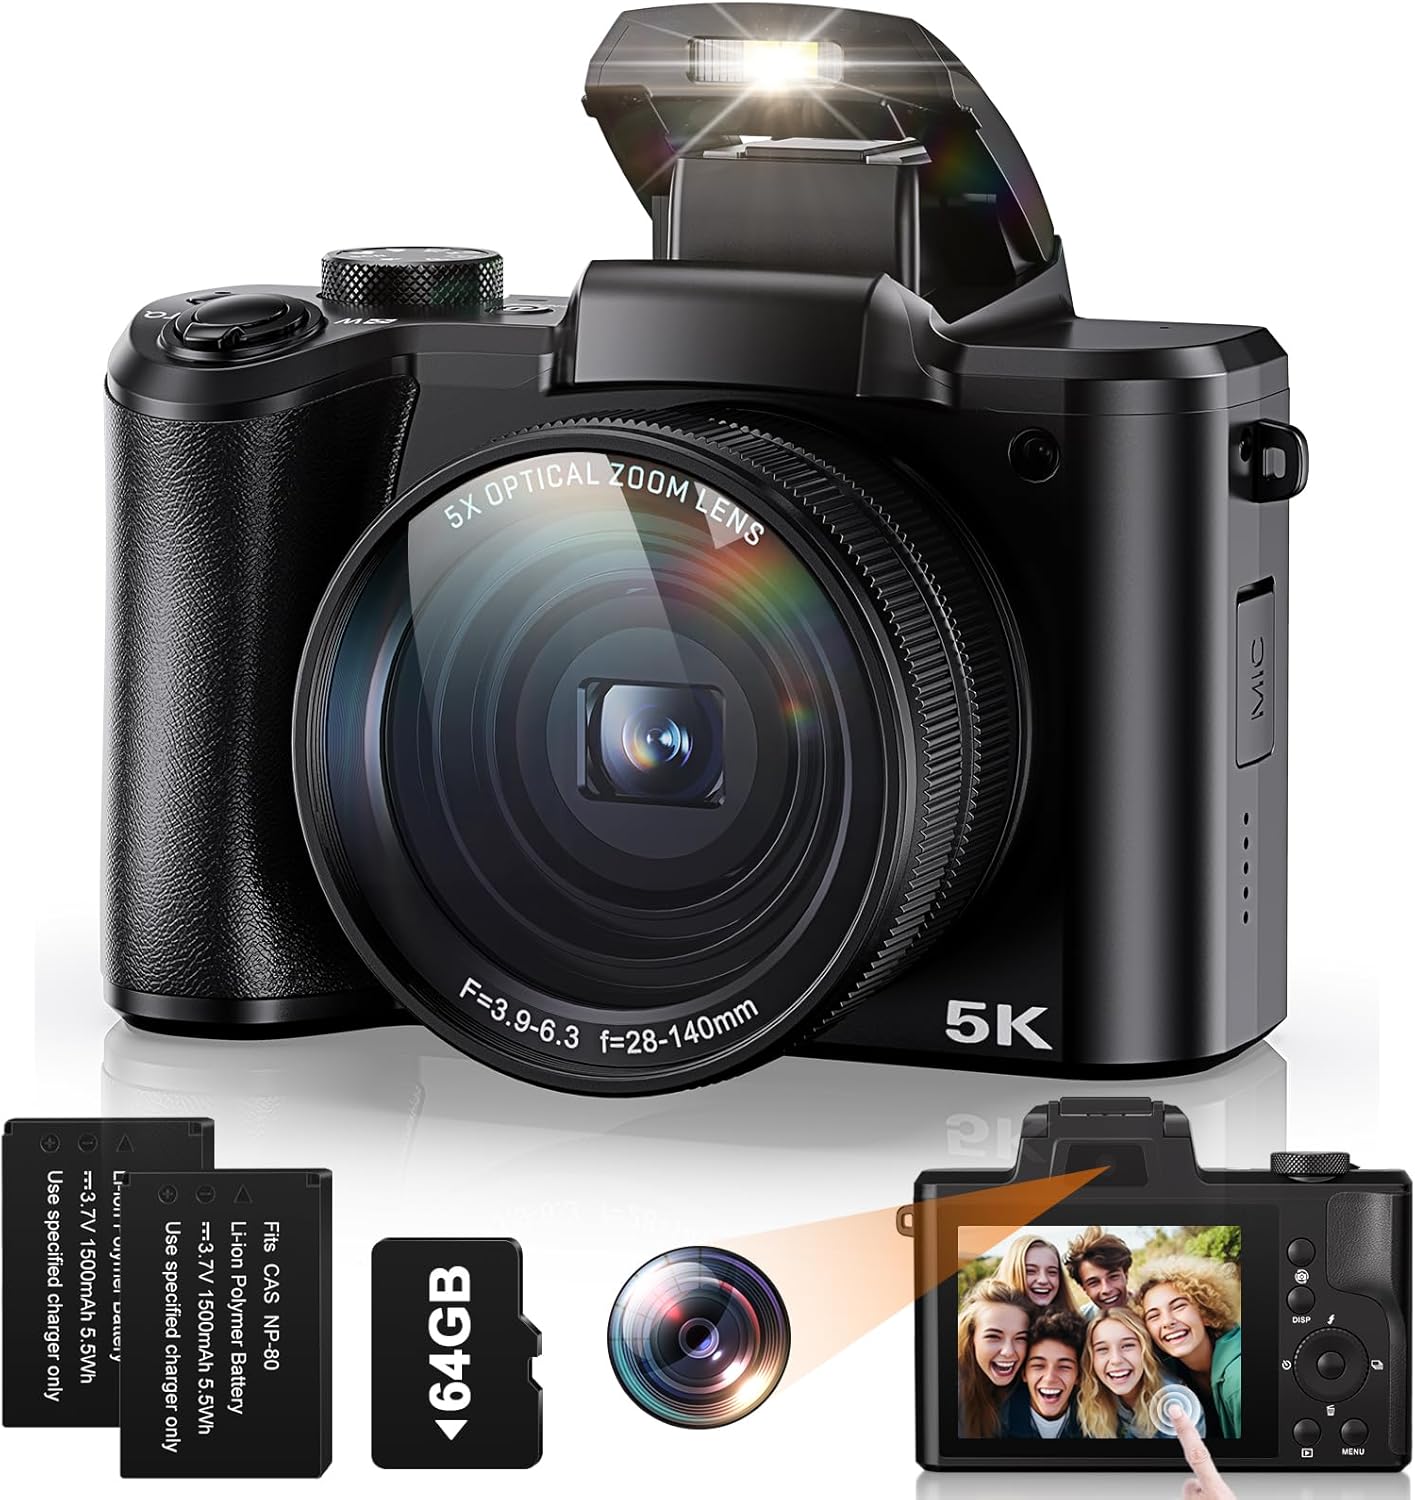 W
5X OPTICAL ZOOM LENS
F=3.9-6.3 f=28-140mm
MIC
5K
Li-ion Polymer Battery
3.7V 1500mAh 5.5Wh
Use specified charger only
Fits CAS NP-80
Li-ion Polymer Battery
3.7V 1500mAh 5.5Wh
Use specified charger only
64GB
DISP
MENU